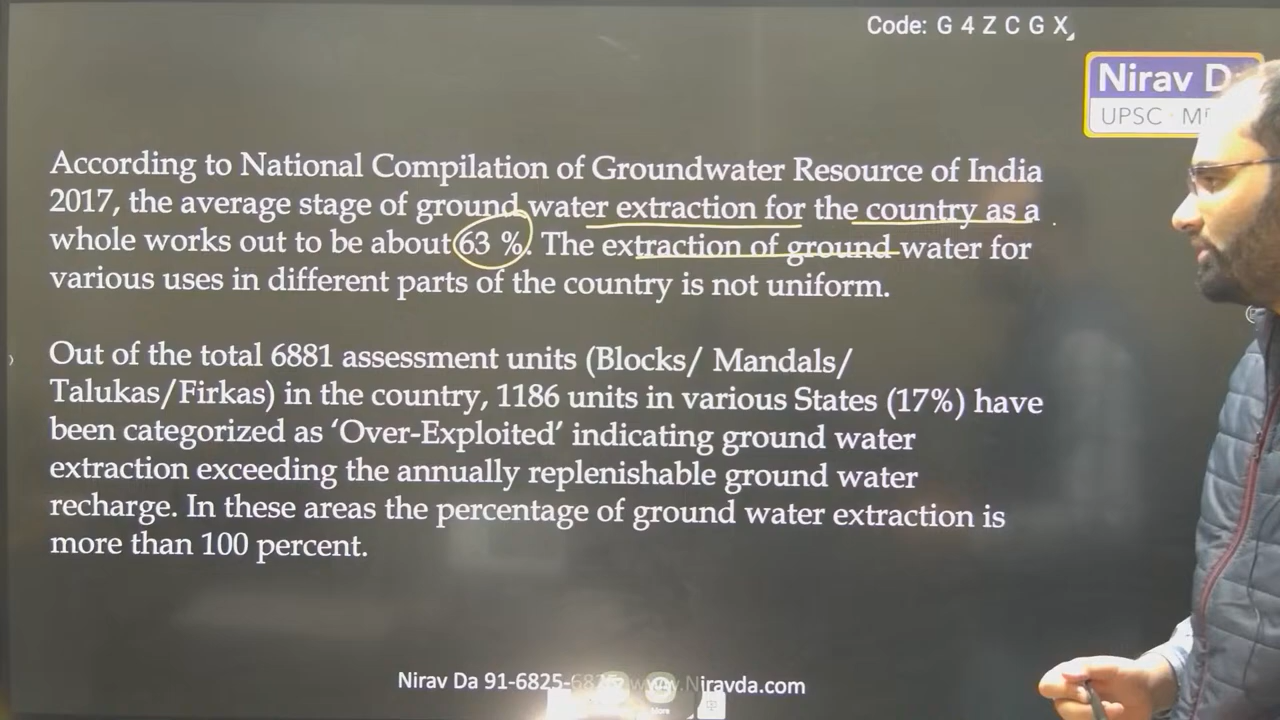 Code: G 4 Z C G X
Nirav D
UPSC
According to National Compilation of Groundwater Resource of India
2017, the average stage of ground water extraction for the country as a
whole works out to be about 63 %. The extraction of ground water for
various uses in different parts of the country is not uniform.
Out of the total 6881 assessment units (Blocks/ Mandals/
Talukas/Firkas) in the country, 1186 units in various States (17%) have
been categorized as ‘Over-Exploited’ indicating ground water
extraction exceeding the annually replenishable ground water
recharge. In these areas the percentage of ground water extraction is
more than 100 percent.
Nirav Da 91-6825- www.Niravda.com
More